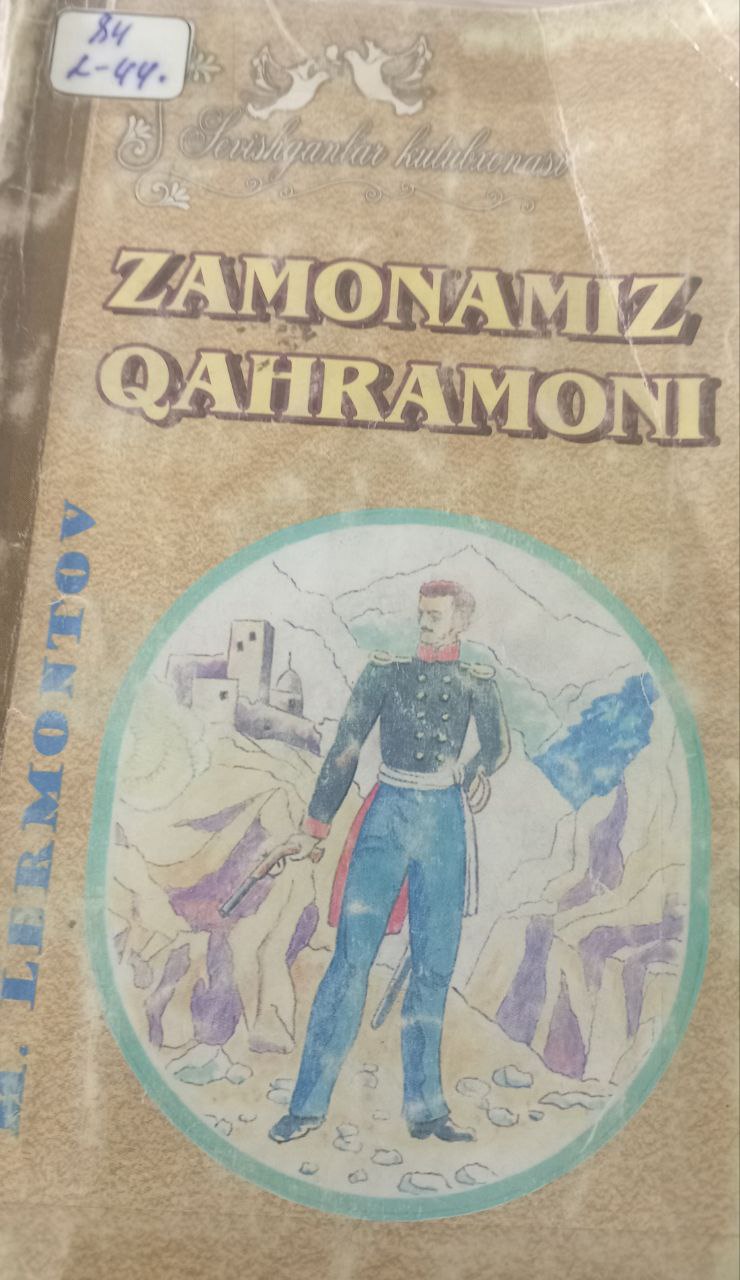 84
L-44.
Sevishganlar kutubxonasi
ZAMONAMIZ
QAHRAMONI
M. LERMONTOV